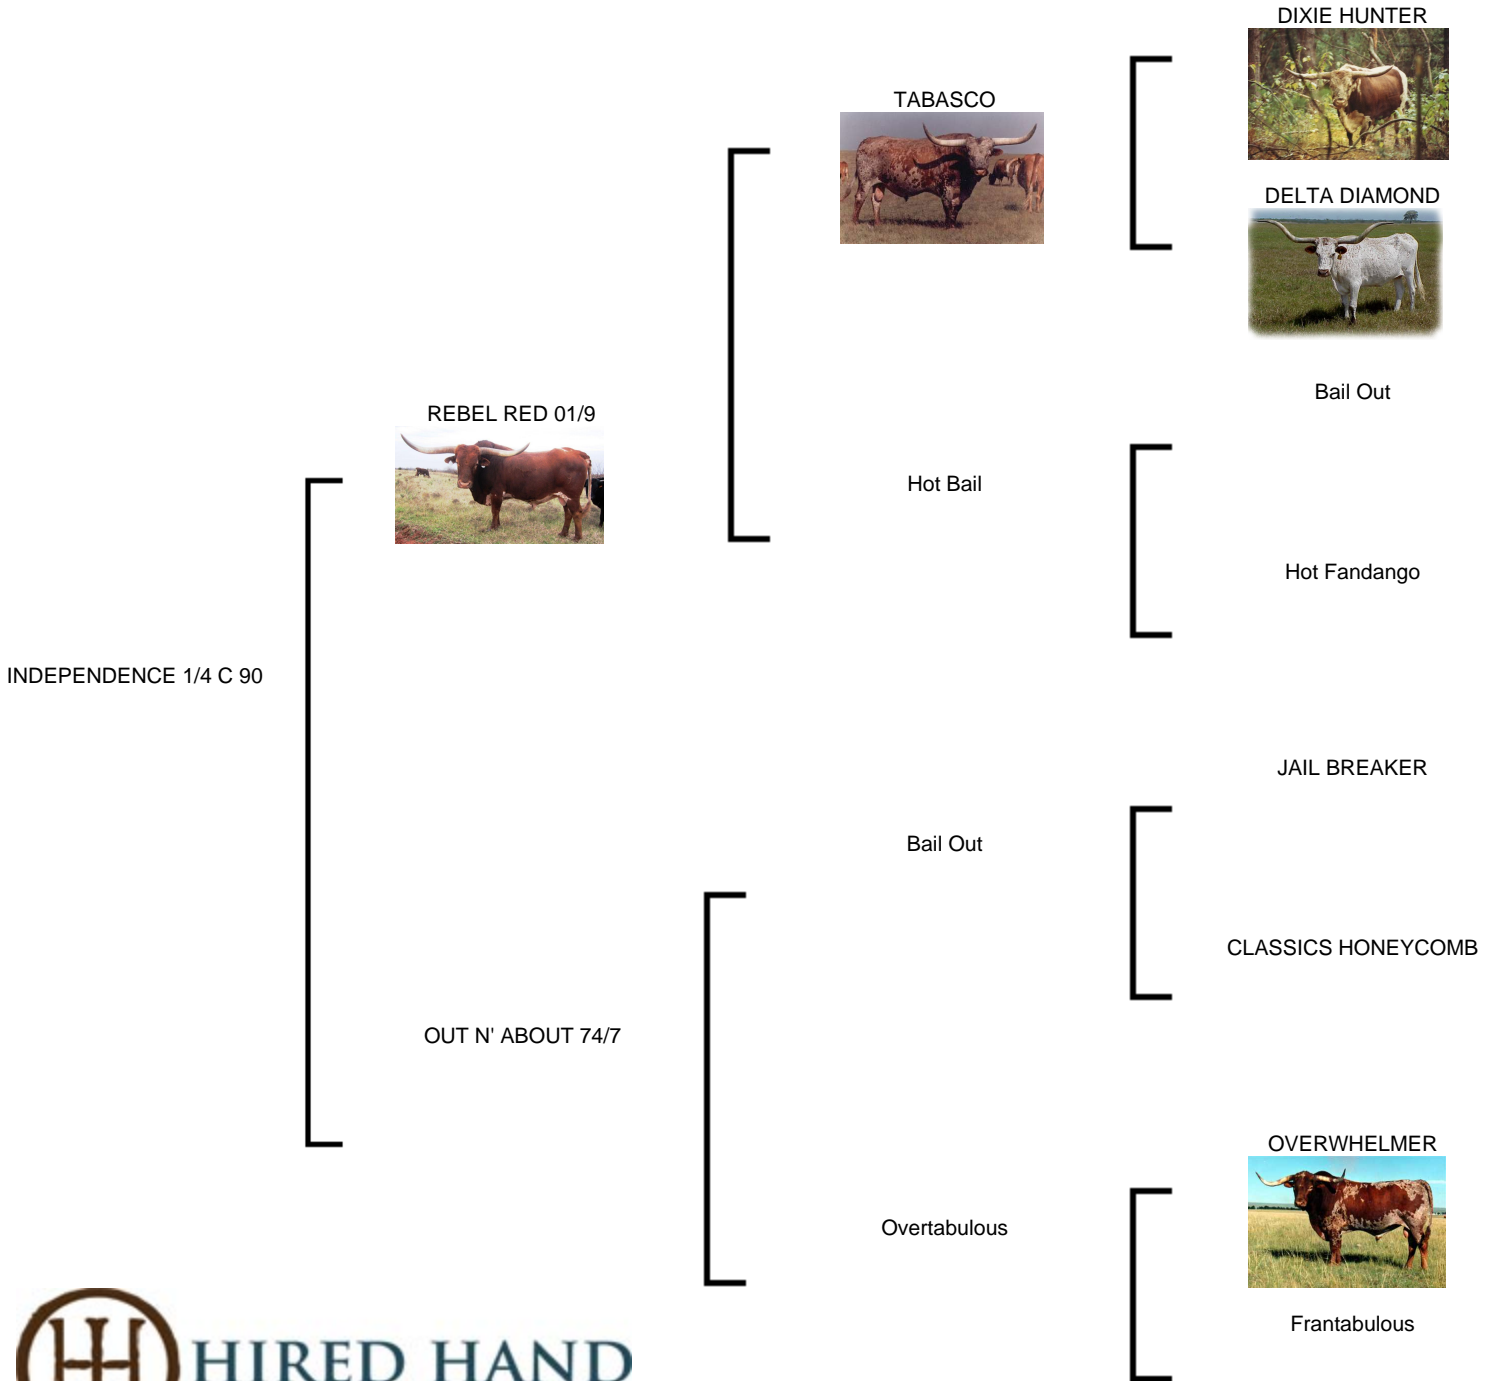 DIXIE HUNTER
TABASCO
DELTA DIAMOND
Bail Out
REBEL RED 01/9
Hot Bail
Hot Fandango
INDEPENDENCE 1/4 C 90
JAIL BREAKER
Bail Out
CLASSICS HONEYCOMB
OUT N' ABOUT 74/7
OVERWHELMER
Overtabulous
Frantabulous
HIRED HAND